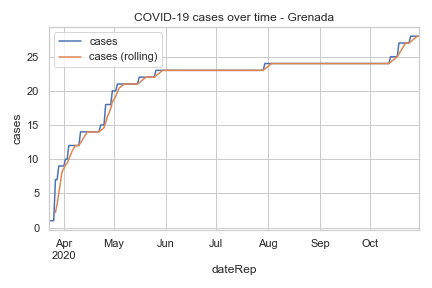 COVID-19 cases over time - Grenada
cases
cases (rolling)
25
20
15
10
5
0
cases
Apr May Jun Jul Aug Sep Oct
2020
dateRep